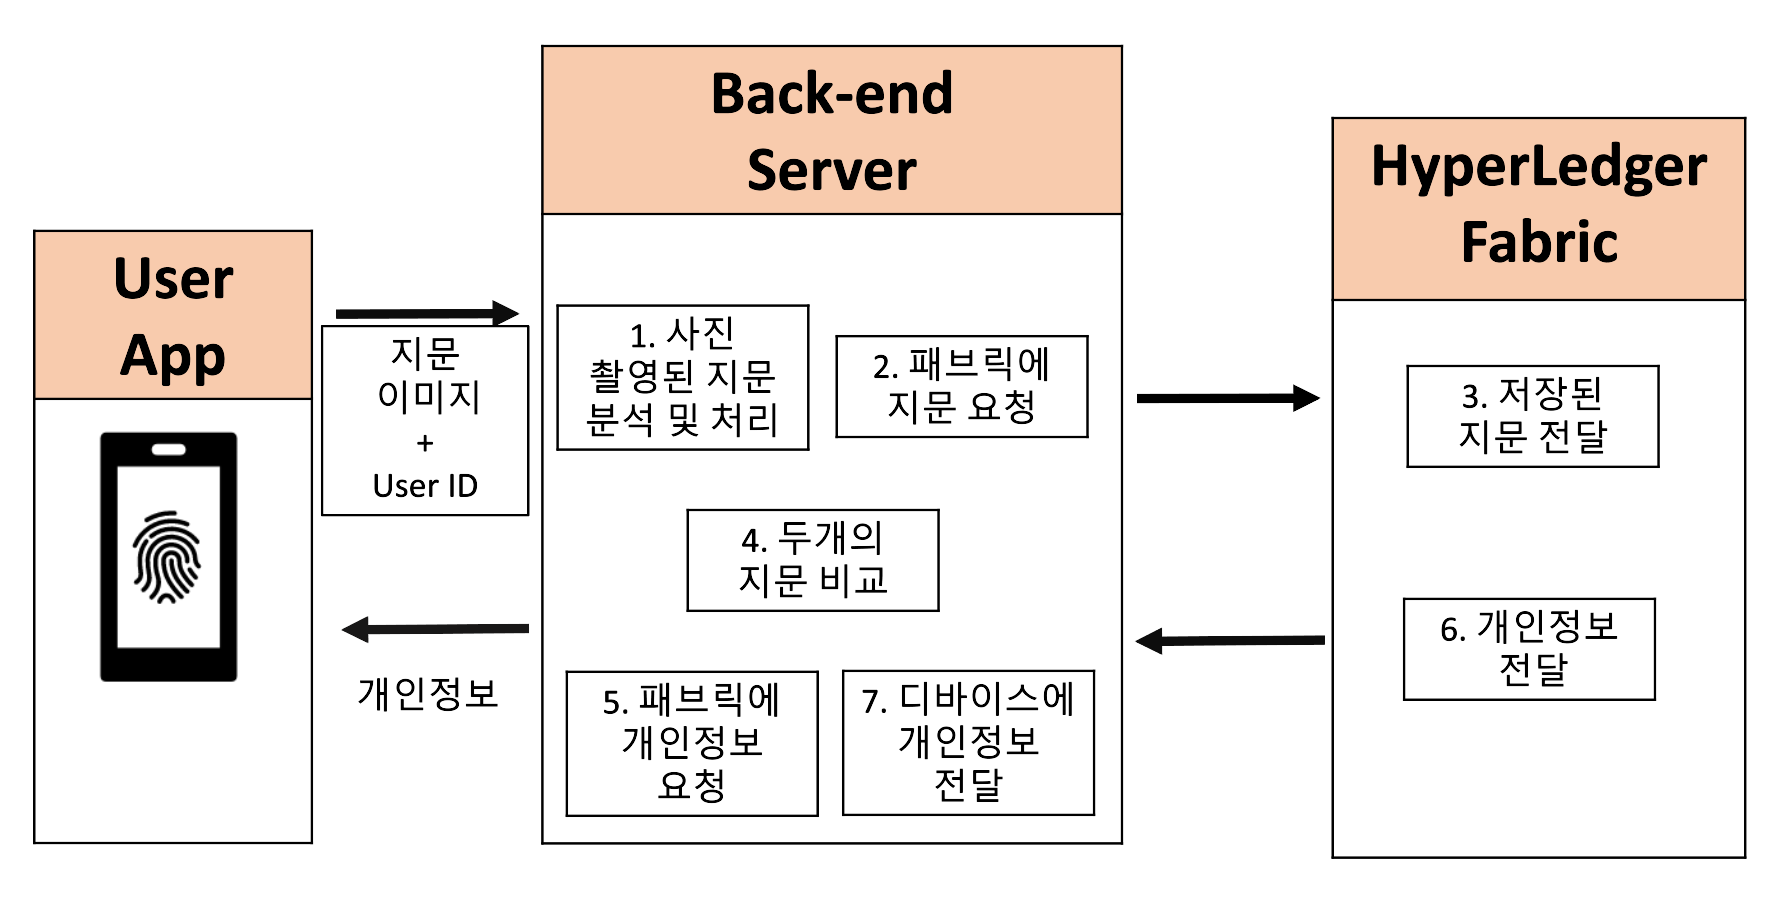 User
App
지문
이미지
+
User ID
개인정보
Back-end
Server
1. 사진
촬영된 지문
분석 및 처리
2. 패브릭에
지문 요청
4. 두개의
지문 비교
5. 패브릭에
개인정보
요청
7. 디바이스에
개인정보
전달
HyperLedger
Fabric
3. 저장된
지문 전달
6. 개인정보
전달